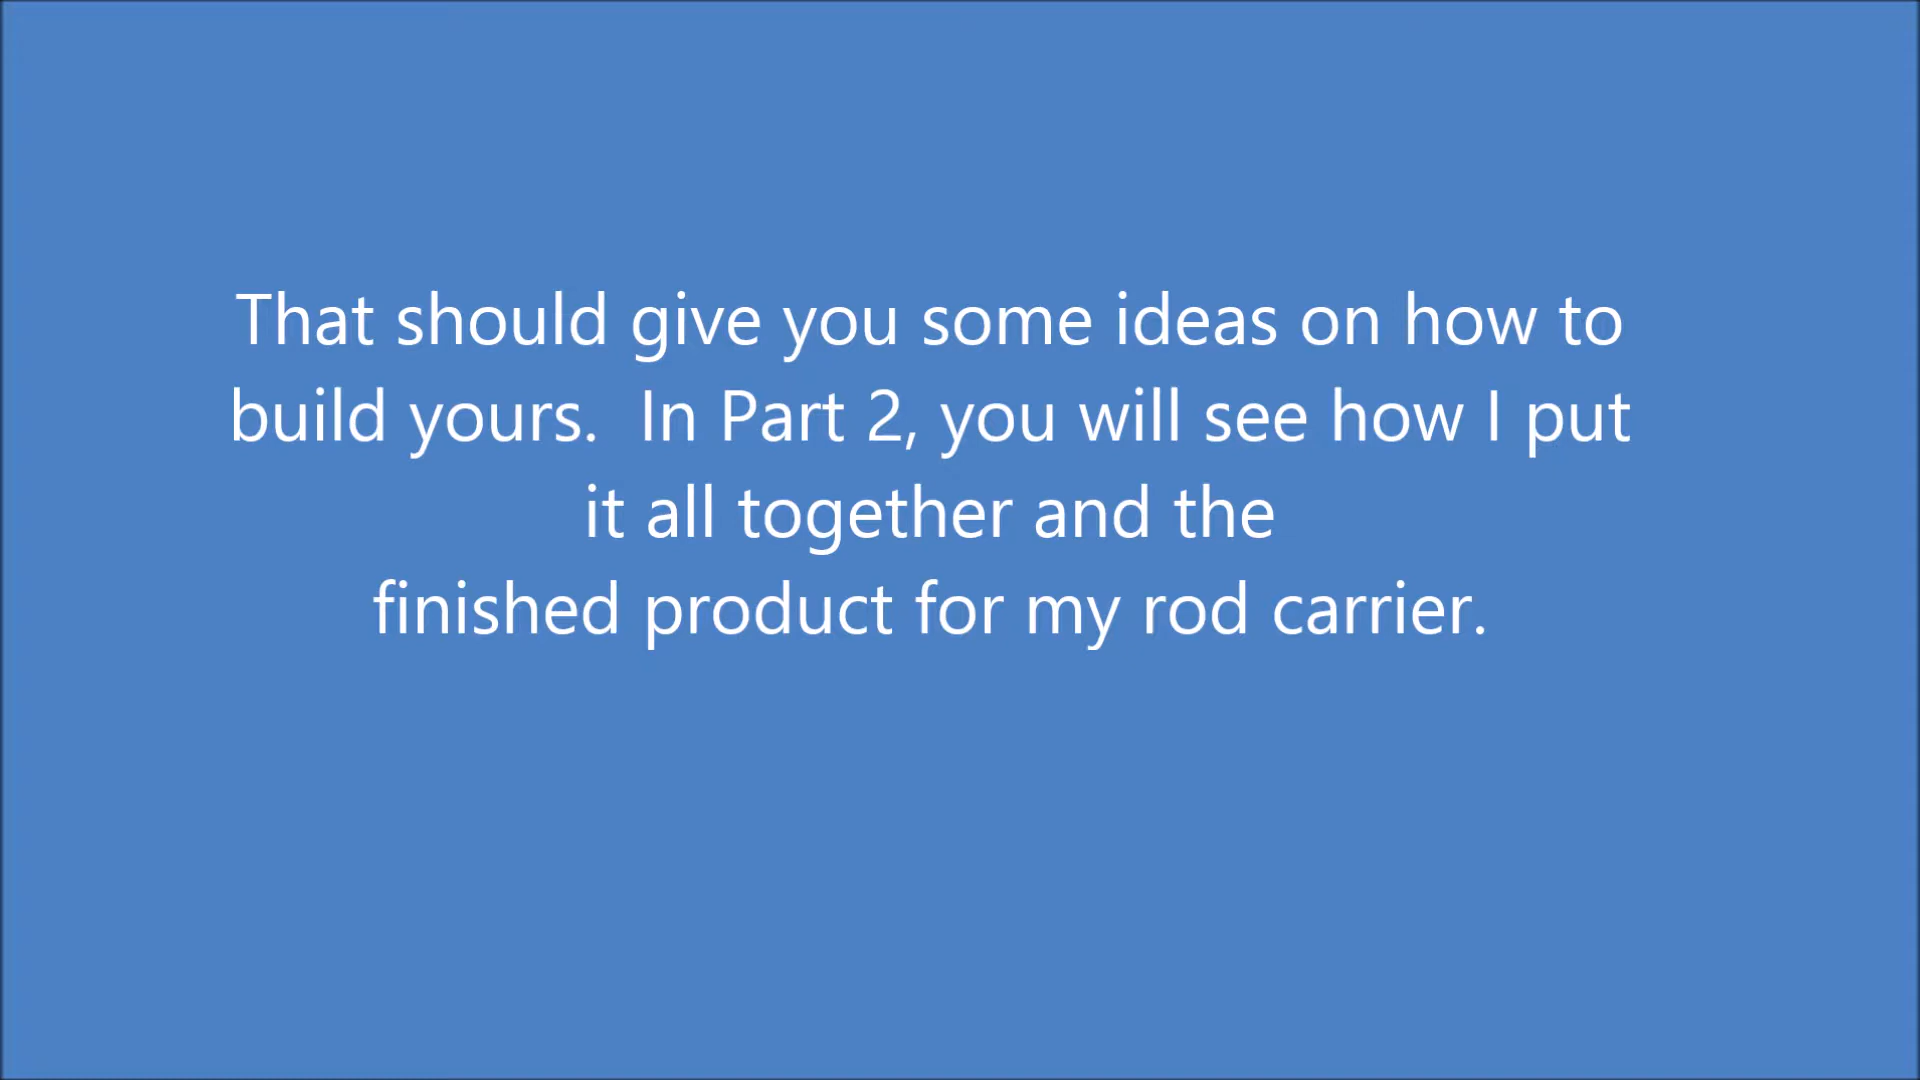 That should give you some ideas on how to
build yours.  In Part 2, you will see how I put
it all together and the
finished product for my rod carrier.